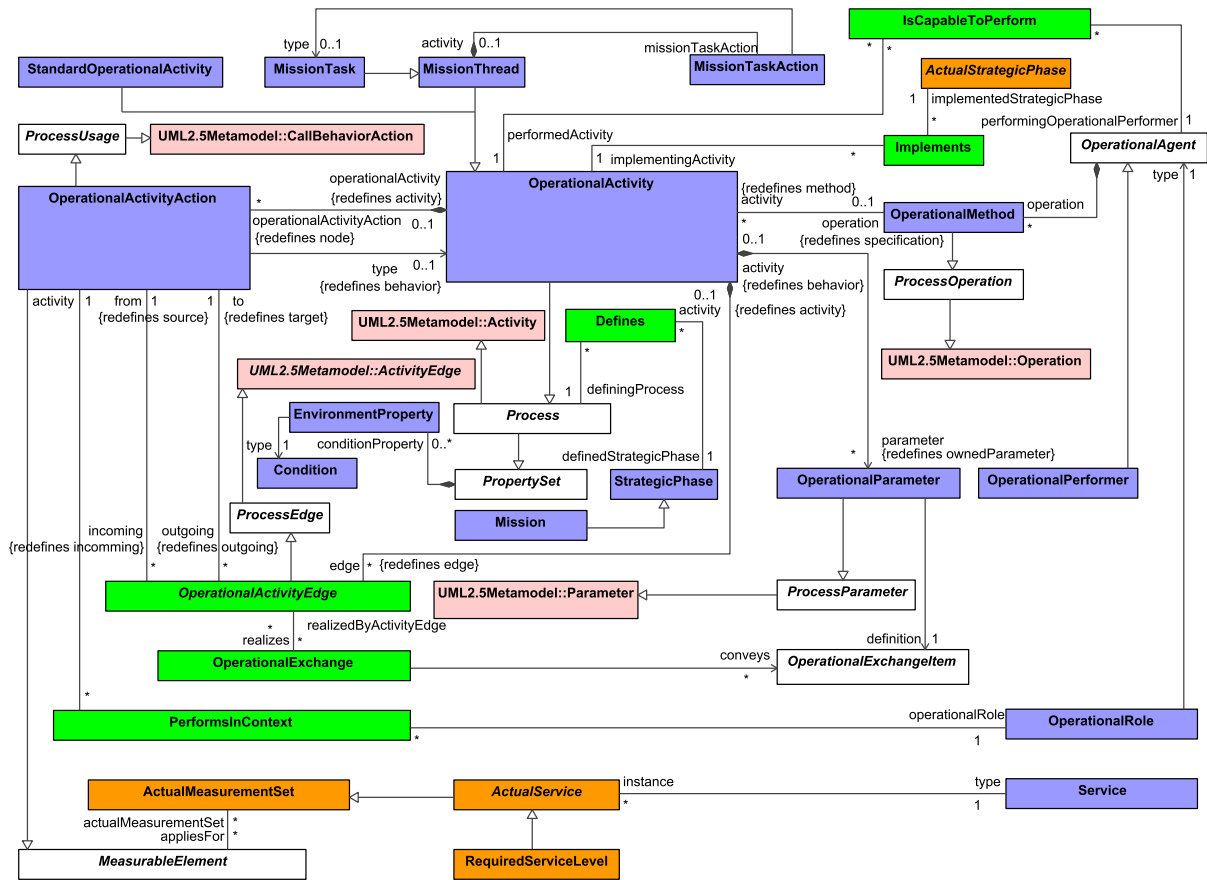 IsCapableToPerform
type
0..1
activity
0..1
missionTaskAction
*
*
*
StandardOperationalActivity
MissionTask
MissionThread
MissionTaskAction
ActualStrategicPhase
1
implementedStrategicPhase
ProcessUsage
UML2.5Metamodel::CallBehaviorAction
performedActivity
1
1
implementingActivity
*
*
Implements
performingOperationalPerformer
1
OperationalAgent
type
1
OperationalActivityAction
operationalActivity
{redefines activity}
*
0..1
operationalActivityAction
{redefines node}
OperationalActivity
{redefines method}
activity
*
0..1
operation
{redefines specification}
OperationalMethod
operation
*
type
0..1
{redefines behavior}
0..1
activity
{redefines behavior}
0..1
{redefines activity}
ProcessOperation
activity
1
from
1
{redefines source}
1
to
{redefines target}
UML2.5Metamodel::Activity
Defines
activity
*
*
UML2.5Metamodel::Operation
UML2.5Metamodel::ActivityEdge
1
definingProcess
EnvironmentProperty
Process
type
1
conditionProperty
0..*
Condition
definedStrategicPhase
1
parameter
*
{redefines ownedParameter}
PropertySet
StrategicPhase
OperationalParameter
OperationalPerformer
ProcessEdge
Mission
incoming
{redefines incomming}
*
outgoing
{redefines outgoing}
*
edge
*
{redefines edge}
OperationalActivityEdge
UML2.5Metamodel::Parameter
ProcessParameter
*
realizedByActivityEdge
realizes
*
definition
1
OperationalExchange
conveys
*
OperationalExchangeItem
*
PerformsInContext
*
operationalRole
1
OperationalRole
ActualMeasurementSet
ActualService
instance
*
type
1
Service
actualMeasurementSet
*
appliesFor
*
MeasurableElement
RequiredServiceLevel